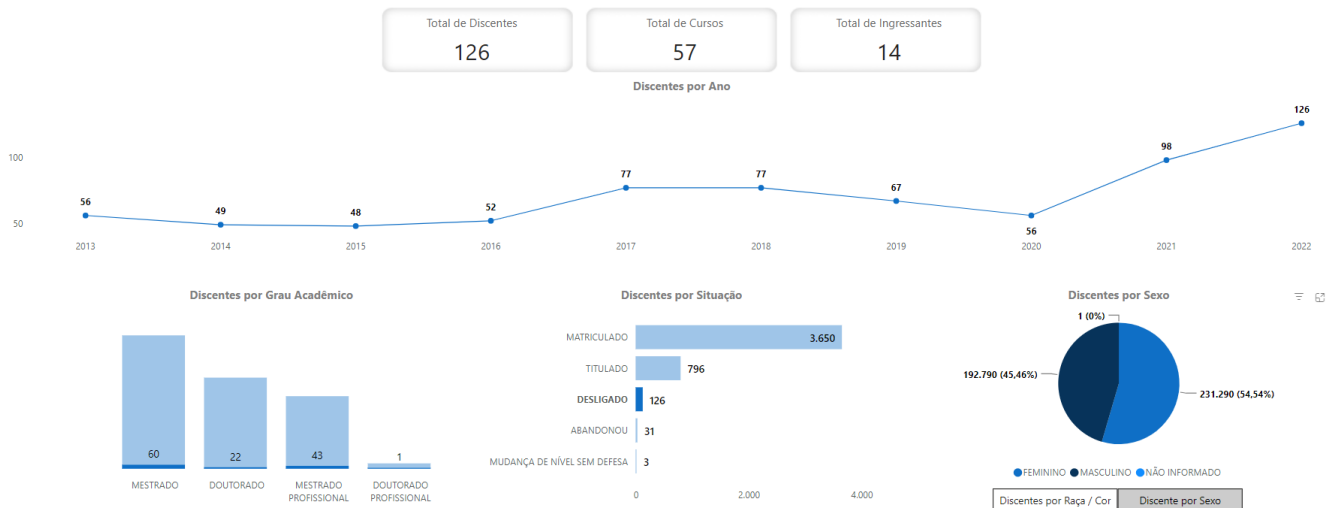 Total de Discentes
126
Total de Cursos
57
Total de Ingressantes
14
Discentes por Ano
100
50
56
49
48
52
77
77
67
56
98
126
2013
2014
2015
2016
2017
2018
2019
2020
2021
2022
Discentes por Grau Acadêmico
60
22
43
1
MESTRADO
DOUTORADO
MESTRADO
PROFISSIONAL
DOUTORADO
PROFISSIONAL
Discentes por Situação
MATRICULADO
3.650
TITULADO
796
DESLIGADO
126
ABANDONOU
31
MUDANÇA DE NÍVEL SEM DEFESA
3
0
2.000
4.000
Discentes por Sexo
1 (0%)
192.790 (45,46%)
231.290 (54,54%)
FEMININO
MASCULINO
NÃO INFORMADO
Discentes por Raça / Cor
Discente por Sexo